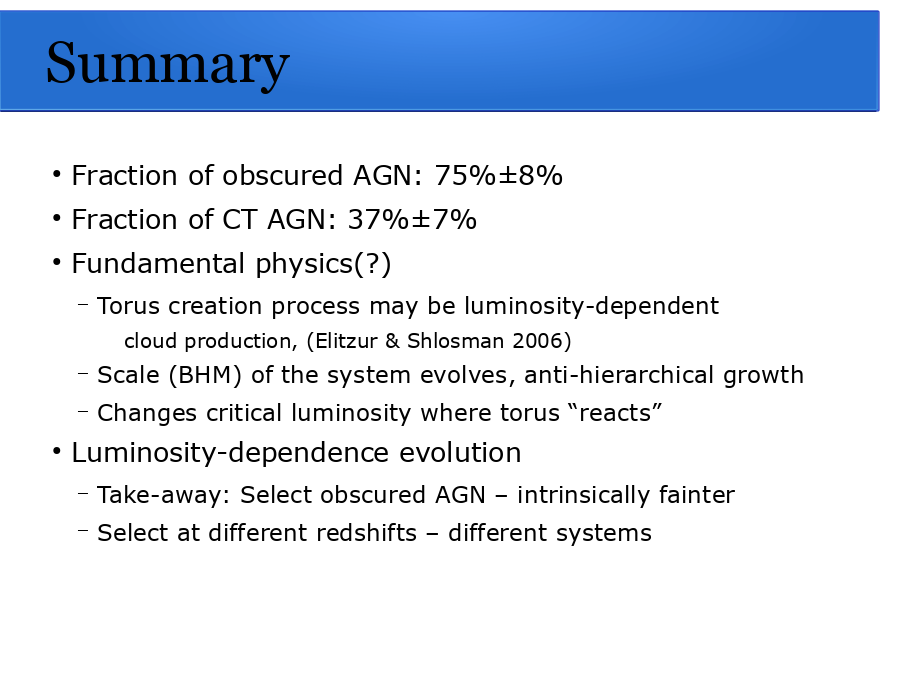 Summary
• Fraction of obscured AGN: 75%±8%
• Fraction of CT AGN: 37%±7%
• Fundamental physics(?)
– Torus creation process may be luminosity-dependent
cloud production, (Elitzur & Shlosman 2006)
– Scale (BHM) of the system evolves, anti-hierarchical growth
– Changes critical luminosity where torus “reacts”
• Luminosity-dependence evolution
– Take-away: Select obscured AGN – intrinsically fainter
– Select at different redshifts – different systems